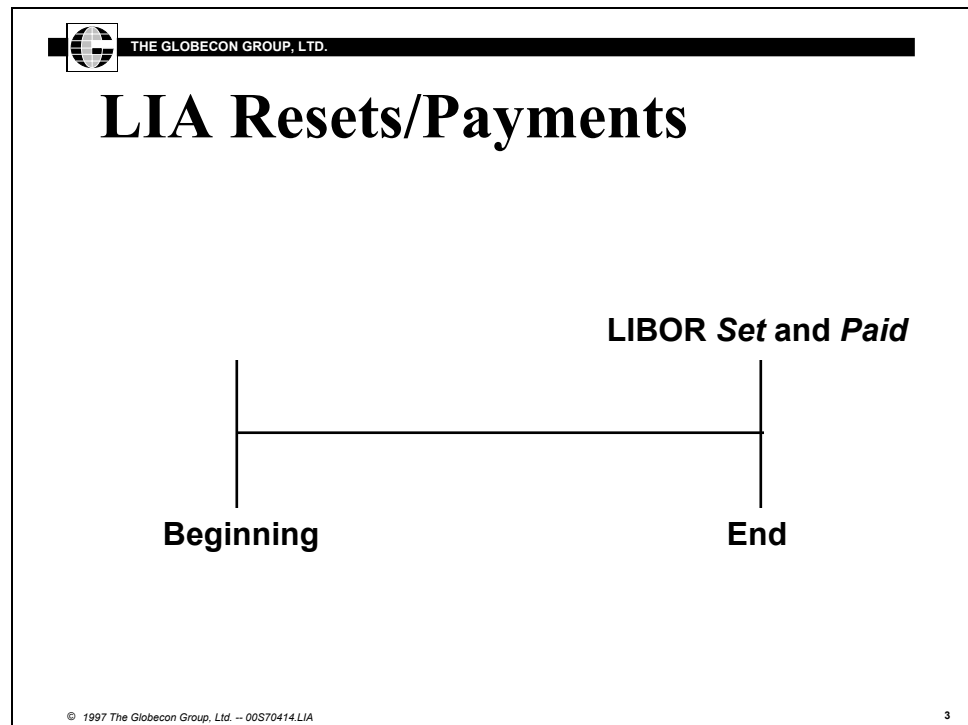 THE GLOBECON GROUP, LTD.
LIA Resets/Payments
LIBOR Set and Paid
Beginning
End
© 1997 The Globecon Group, Ltd. -- 00S70414.LIA
3